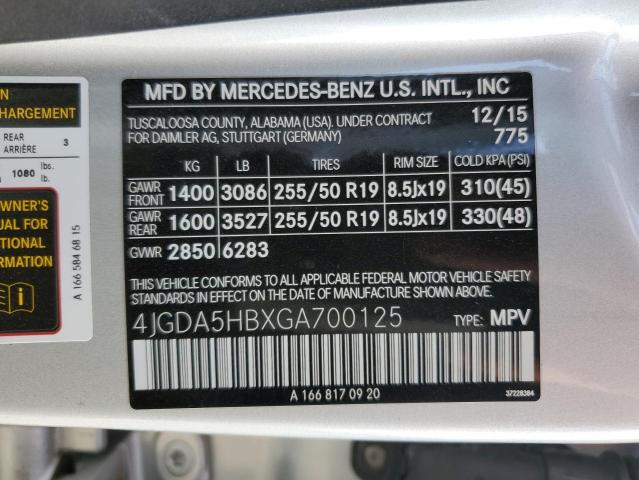 N
HARGEMENT
REAR 3
ARRIÈRE
1080 lbs.
lb.
OWNER'S
NUAL FOR
TIONAL
ORMATION
A 166 584 68 15
MFD BY MERCEDES-BENZ U.S. INTL., INC
TUSCALOOSA COUNTY, ALABAMA (USA). UNDER CONTRACT 12/15
FOR DAIMLER AG, STUTTGART (GERMANY) 775
KG LB TIRES RIM SIZE COLD KPA (PSI)
GAWR FRONT 1400 3086 255/50 R19 8.5Jx19 310(45)
GAWR REAR 1600 3527 255/50 R19 8.5Jx19 330(48)
GVWR 2850 6283
THIS VEHICLE CONFORMS TO ALL APPLICABLE FEDERAL MOTOR VEHICLE SAFETY
STANDARDS IN EFFECT ON THE DATE OF MANUFACTURE SHOWN ABOVE.
4JGDA5HBXGA700125 TYPE: MPV
A 166 817 09 20
37228384